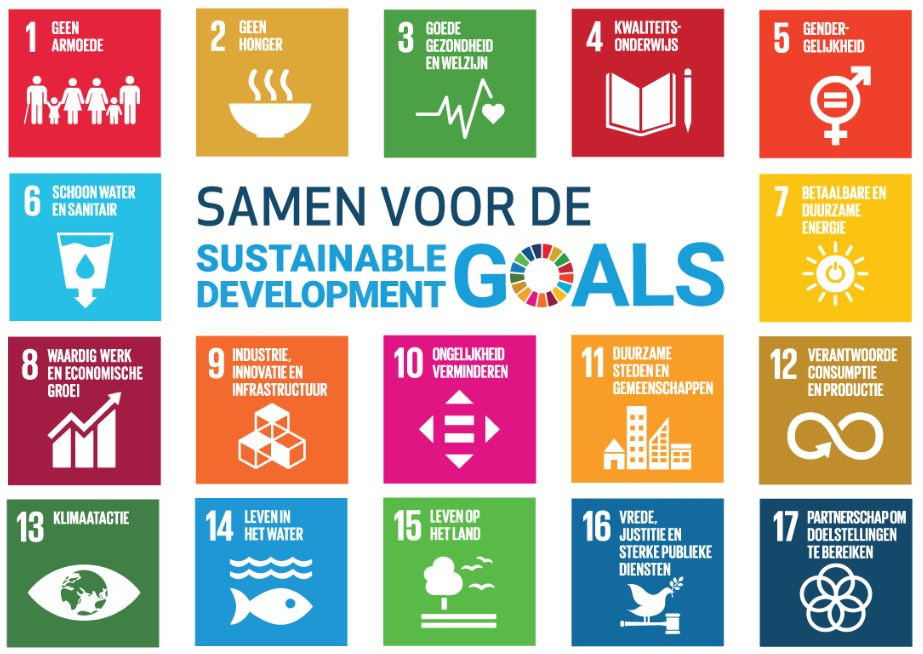 1 GEEN
ARMOEDE
2 GEEN
HONGER
3 GOEDE
GEZONDHEID
EN WELZIJN
4 KWALITEITS-
ONDERWIJS
5 GENDER-
GELIJKHEID
6 SCHOON WATER
EN SANITAIR
SAMEN VOOR DE
SUSTAINABLE
DEVELOPMENT
GOALS
7 BETAALBARE EN
DUURZAME
ENERGIE
8 WAARDIG WERK
EN ECONOMISCHE
GROEI
9 INDUSTRIE,
INNOVATIE EN
INFRASTRUCTUUR
10 ONGELIJKHEID
VERMINDEREN
11 DUURZAME
STEDEN EN
GEMEENSCHAPPEN
12 VERANTWOORDE
CONSUMPTIE
EN PRODUCTIE
13 KLIMAATACTIE
14 LEVEN IN
HET WATER
15 LEVEN OP
HET LAND
16 VREDE,
JUSTITIE EN
STERKE PUBLIEKE
DIENSTEN
17 PARTNERSCHAP OM
DOELSTELLINGEN
TE BEREIKEN